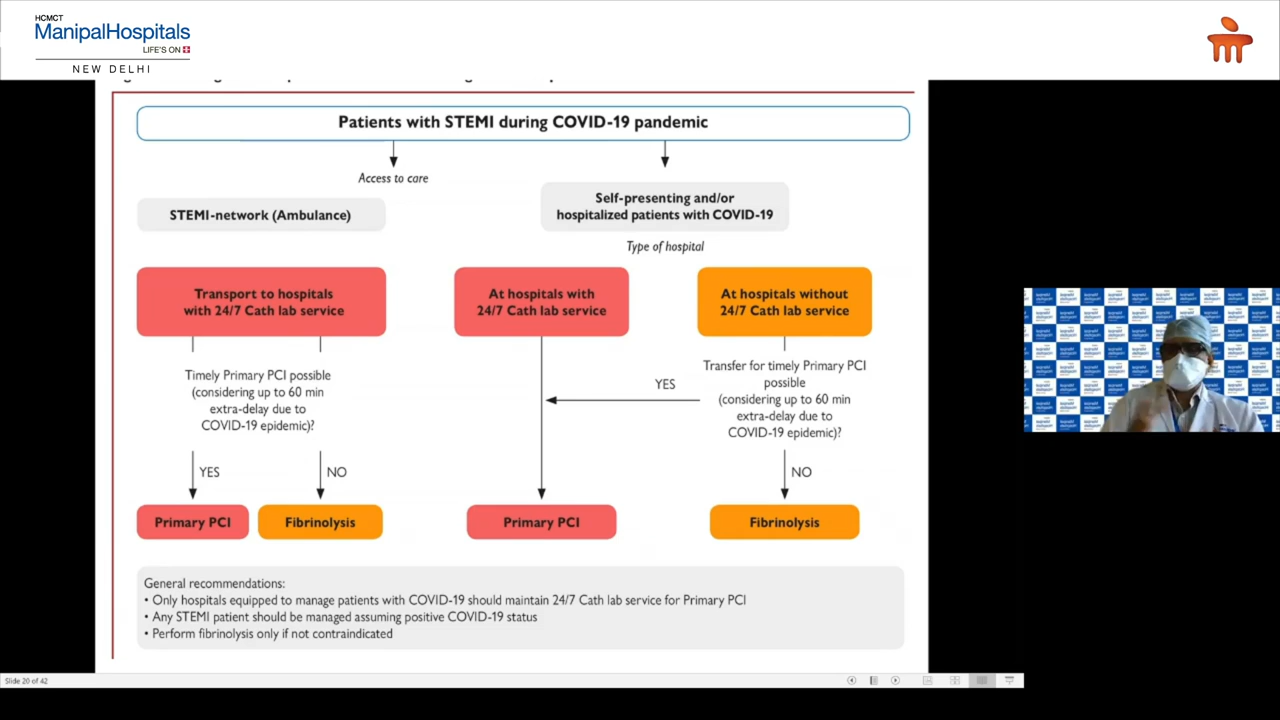 HCMCT
ManipalHospitals
LIFE'S ON
NEW DELHI
Patients with STEMI during COVID-19 pandemic
Access to care
STEMI-network (Ambulance)
Self-presenting and/or
hospitalized patients with COVID-19
Type of hospital
Transport to hospitals
with 24/7 Cath lab service
At hospitals with
24/7 Cath lab service
At hospitals without
24/7 Cath lab service
Timely Primary PCI possible
(considering up to 60 min
extra-delay due to
COVID-19 epidemic)?
Transfer for timely Primary PCI
possible
(considering up to 60 min
extra-delay due to
COVID-19 epidemic)?
YES
YES
NO
NO
Primary PCI
Fibrinolysis
Primary PCI
Fibrinolysis
General recommendations:
• Only hospitals equipped to manage patients with COVID-19 should maintain 24/7 Cath lab service for Primary PCI
• Any STEMI patient should be managed assuming positive COVID-19 status
• Perform fibrinolysis only if not contraindicated
Slide 20 of 42